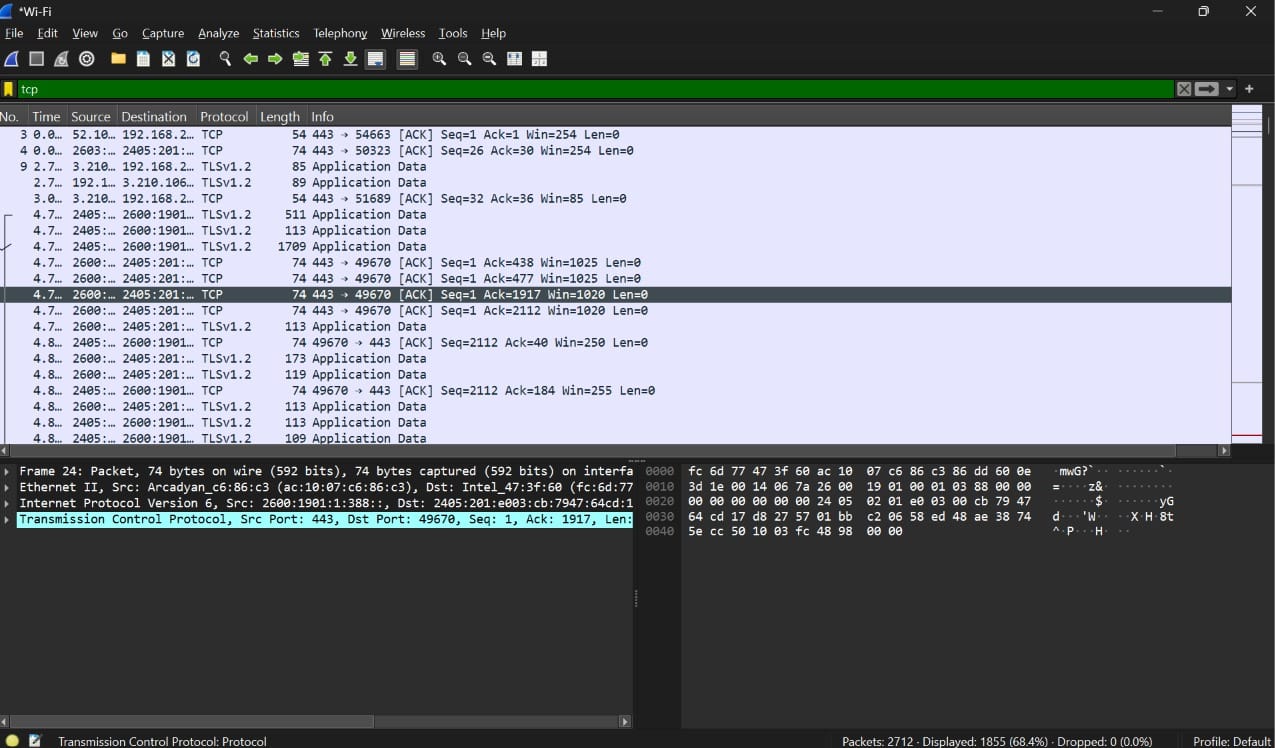 *Wi-Fi
File Edit View Go Capture Analyze Statistics Telephony Wireless Tools Help
tcp
No. Time Source Destination Protocol Length Info
3 0.0… 52.10… 192.168.2… TCP 54 443 → 54663 [ACK] Seq=1 Ack=1 Win=254 Len=0
4 0.0… 2603:… 2405:201:… TCP 74 443 → 50323 [ACK] Seq=26 Ack=30 Win=254 Len=0
9 2.7… 3.210… 192.168.2… TLSv1.2 85 Application Data
2.7… 192.1… 3.210.106… TLSv1.2 89 Application Data
3.0… 3.210… 192.168.2… TCP 54 443 → 51689 [ACK] Seq=32 Ack=36 Win=85 Len=0
4.7… 2405:… 2600:1901… TLSv1.2 511 Application Data
4.7… 2405:… 2600:1901… TLSv1.2 113 Application Data
4.7… 2405:… 2600:1901… TLSv1.2 1709 Application Data
4.7… 2600:… 2405:201:… TCP 74 443 → 49670 [ACK] Seq=1 Ack=438 Win=1025 Len=0
4.7… 2600:… 2405:201:… TCP 74 443 → 49670 [ACK] Seq=1 Ack=477 Win=1025 Len=0
4.7… 2600:… 2405:201:… TCP 74 443 → 49670 [ACK] Seq=1 Ack=1917 Win=1020 Len=0
4.7… 2600:… 2405:201:… TCP 74 443 → 49670 [ACK] Seq=1 Ack=2112 Win=1020 Len=0
4.7… 2600:… 2405:201:… TLSv1.2 113 Application Data
4.8… 2405:… 2600:1901… TCP 74 49670 → 443 [ACK] Seq=2112 Ack=40 Win=250 Len=0
4.8… 2600:… 2405:201:… TLSv1.2 173 Application Data
4.8… 2600:… 2405:201:… TLSv1.2 119 Application Data
4.8… 2405:… 2600:1901… TCP 74 49670 → 443 [ACK] Seq=2112 Ack=184 Win=255 Len=0
4.8… 2600:… 2405:201:… TLSv1.2 113 Application Data
4.8… 2405:… 2600:1901… TLSv1.2 113 Application Data
4.8… 2405:… 2600:1901… TLSv1.2 109 Application Data
Frame 24: Packet, 74 bytes on wire (592 bits), 74 bytes captured (592 bits) on interfa
Ethernet II, Src: Arcadyan_c6:86:c3 (ac:10:07:c6:86:c3), Dst: Intel_47:3f:60 (fc:6d:77
Internet Protocol Version 6, Src: 2600:1901:1:388::, Dst: 2405:201:e003:cb:7947:64cd:1
Transmission Control Protocol, Src Port: 443, Dst Port: 49670, Seq: 1, Ack: 1917, Len:
0000 fc 6d 77 47 3f 60 ac 10 07 c6 86 c3 86 dd 60 0e ·mwG?`·· ······`·
0010 3d 1e 00 14 06 7a 26 00 19 01 00 01 03 88 00 00 =····z&· ········
0020 00 00 00 00 00 00 24 05 02 01 e0 03 00 cb 79 47 ······$· ······yG
0030 64 cd 17 d8 27 57 01 bb c2 06 58 ed 48 ae 38 74 d···'W·· ··X·H·8t
0040 5e cc 50 10 03 fc 48 98 00 00 ^·P···H· ··
Transmission Control Protocol: Protocol
Packets: 2712 · Displayed: 1855 (68.4%) · Dropped: 0 (0.0%)
Profile: Default